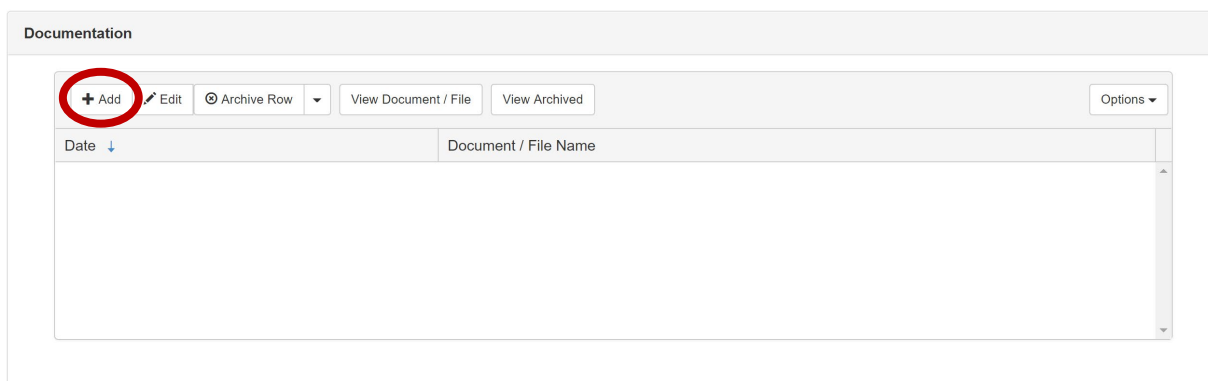 Documentation
Add Edit Archive Row View Document / File View Archived Options
Date Document / File Name